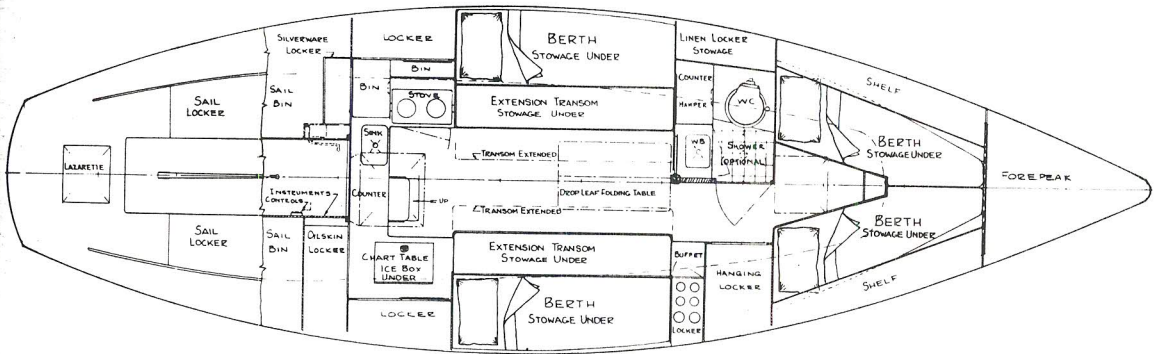 SILVERWARE
LOCKER
LOCKER
BERTH
STOWAGE UNDER
LINEN LOCKER
STOWAGE
SHELF
SAIL
LOCKER
SAIL
BIN
BIN
BIN
STOVE
EXTENSION TRANSOM
STOWAGE UNDER
COUNTER
HAMPER
WC
BERTH
STOWAGE UNDER
SINK
TRANSOM EXTENDED
WB
SHOWER
(OPTIONAL)
LAZARETTE
INSTRUMENTS
CONTROLS
COUNTER
UP
DROP LEAF FOLDING TABLE
FOREPEAK
TRANSOM EXTENDED
SAIL
LOCKER
SAIL
BIN
OILSKIN
LOCKER
CHART TABLE
ICE BOX
UNDER
EXTENSION TRANSOM
STOWAGE UNDER
BUFFET
HANGING
LOCKER
BERTH
STOWAGE UNDER
SHELF
LOCKER
BERTH
STOWAGE UNDER
LOCKER